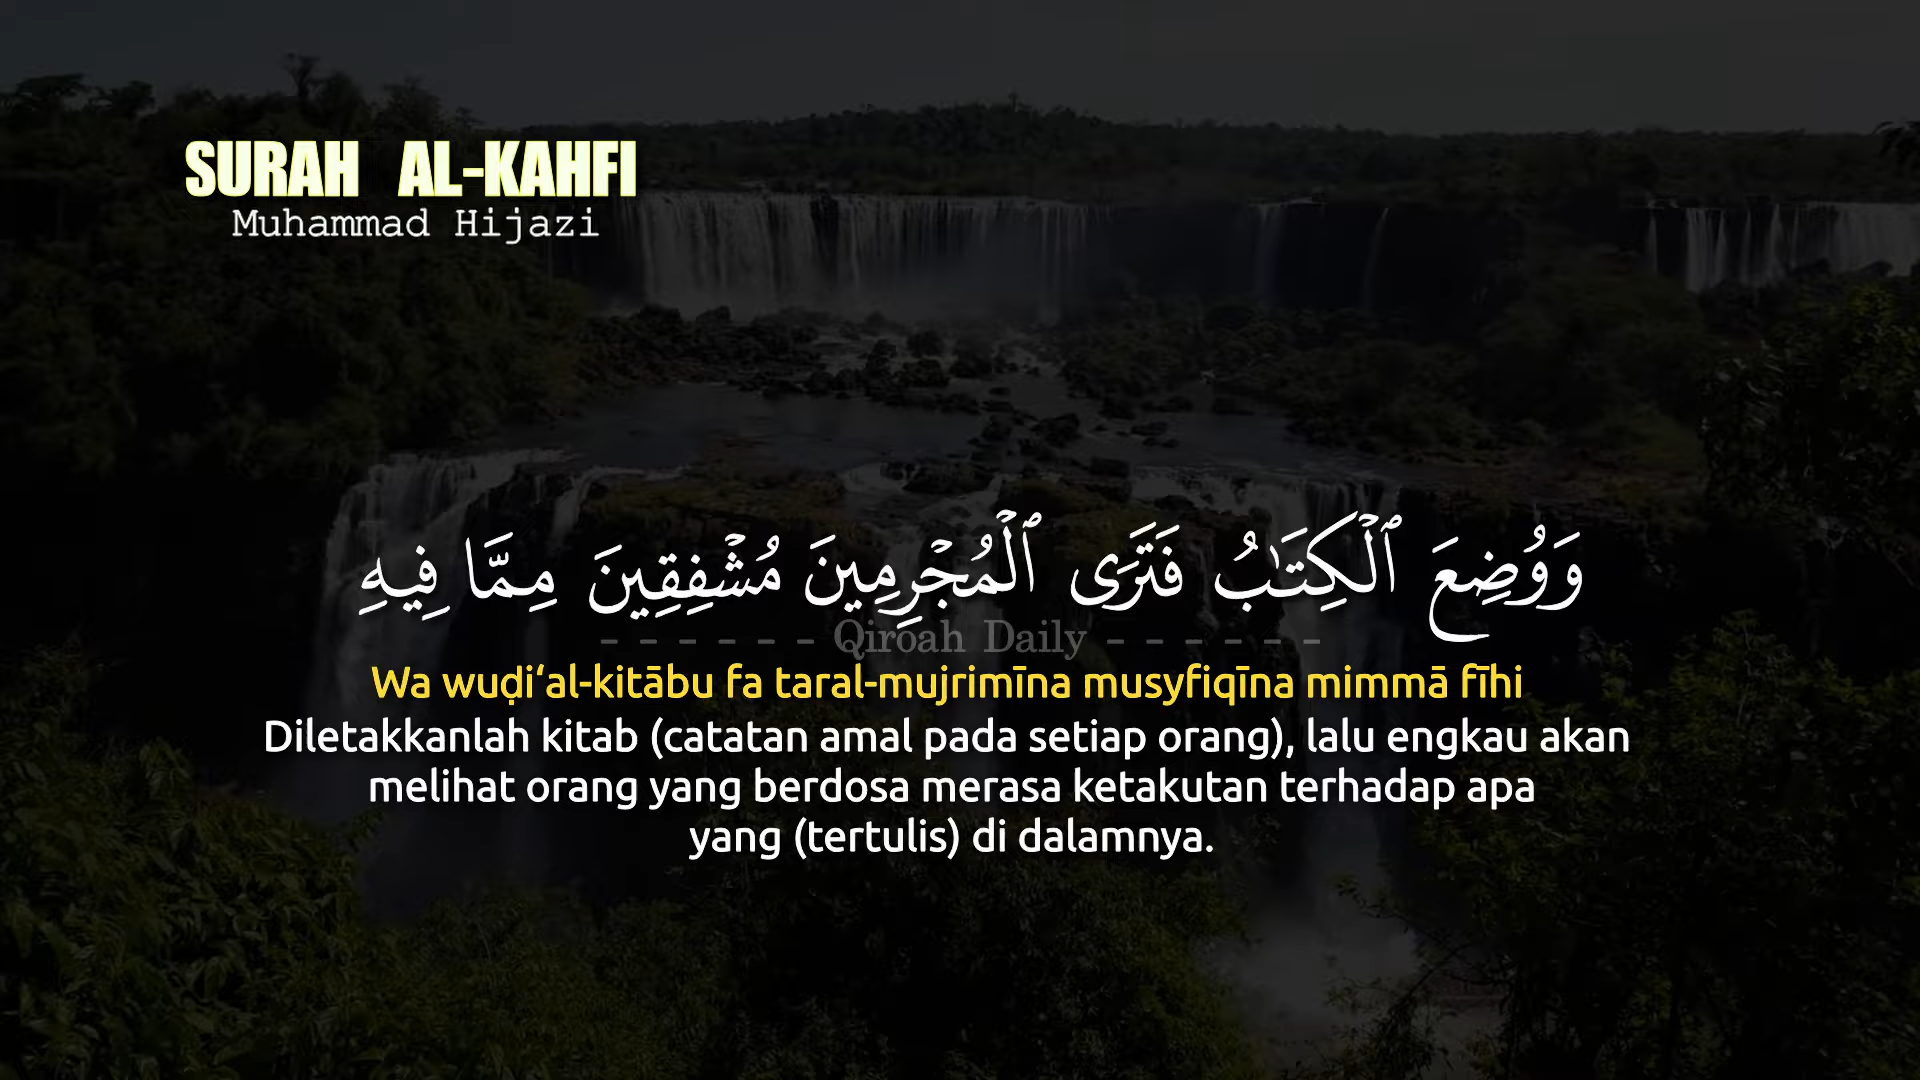 SURAH AL-KAHFI
Muhammad Hijazi
وَوُضِعَ ٱلْكِتَـٰبُ فَتَرَى ٱلْمُجْرِمِينَ مُشْفِقِينَ مِمَّا فِيهِ
- - - - - - Qiroah Daily - - - - - -
Wa wuḍi‘al-kitābu fa taral-mujrimīna musyfiqīna mimmā fīhi
Diletakkanlah kitab (catatan amal pada setiap orang), lalu engkau akan
melihat orang yang berdosa merasa ketakutan terhadap apa
yang (tertulis) di dalamnya.